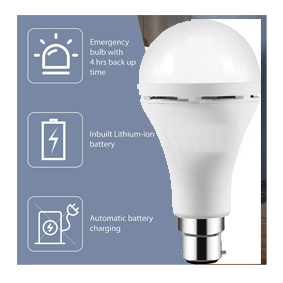 Emergency
bulb with
4 hrs back up
time
Inbuilt Lithium-ion
battery
Automatic battery
charging